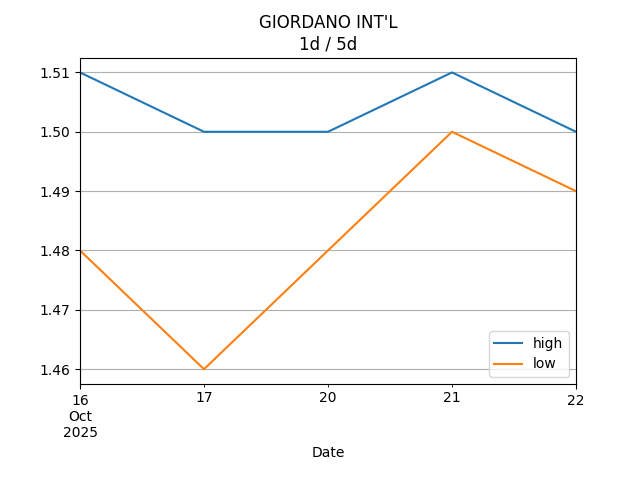 GIORDANO INT'L
1d / 5d
1.51
1.50
1.49
1.48
1.47
1.46
high
low
16 17 20 21 22
Oct
2025
Date